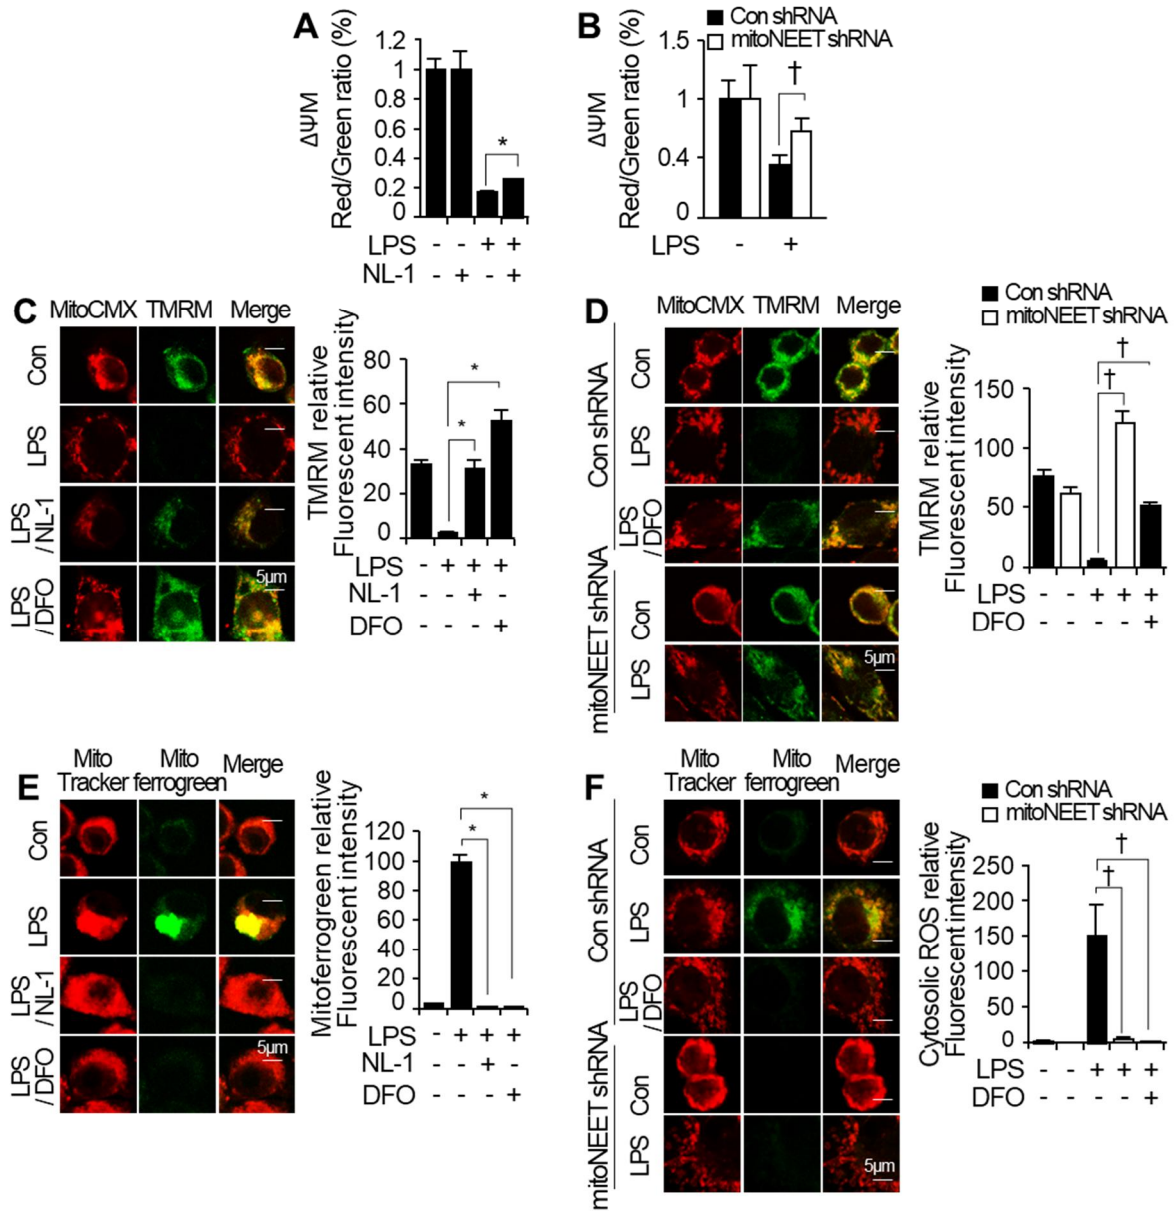 A
ΔΨM
Red/Green ratio (%)
1.2
1
0.8
0.6
0.4
0.2
0
*
LPS - - + +
NL-1 - + - +
B
Con shRNA
mitoNEET shRNA
ΔΨM
Red/Green ratio (%)
1.5
1
0.4
0
†
LPS - +
C
MitoCMX TMRM Merge
Con
LPS
LPS
/ NL-1
LPS
/ DFO
5μm
TMRM relative
Fluorescent intensity
80
60
40
20
0
*
*
LPS - + + +
NL-1 - - + -
DFO - - - +
D
MitoCMX TMRM Merge
Con shRNA
Con
LPS
LPS
/ DFO
mitoNEET shRNA
Con
LPS
5μm
Con shRNA
mitoNEET shRNA
TMRM relative
Fluorescent intensity
150
100
50
0
†
†
LPS - - + + +
DFO - - - - +
E
Mito
Tracker
Mito
ferrogreen
Merge
Con
LPS
LPS
/ NL-1
LPS
/ DFO
5μm
Mitoferrogreen relative
Fluorescent intensity
120
100
80
60
40
20
0
*
*
LPS - + + +
NL-1 - - + -
DFO - - - +
F
Mito
Tracker
Mito
ferrogreen
Merge
Con shRNA
Con
LPS
LPS
/ DFO
mitoNEET shRNA
Con
LPS
5μm
Con shRNA
mitoNEET shRNA
Cytosolic ROS relative
Fluorescent intensity
250
200
150
100
50
0
†
†
LPS - - + + +
DFO - - - - +